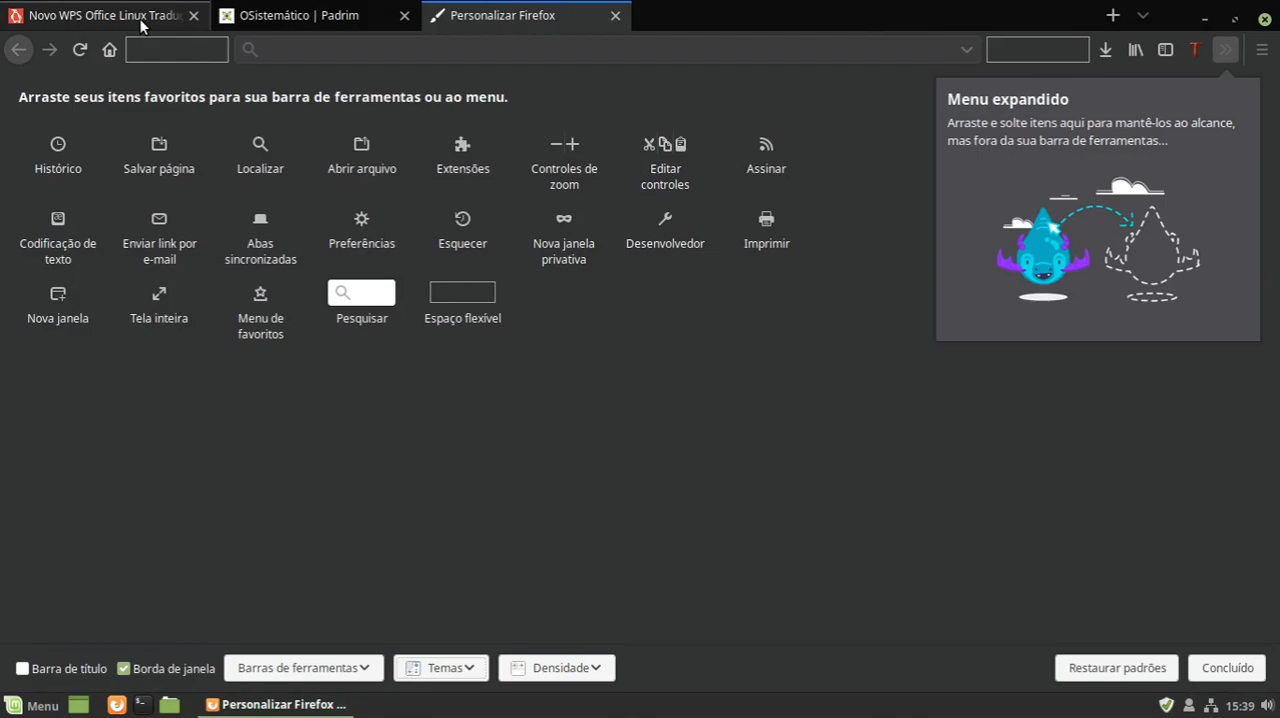 Novo WPS Office Linux Tradu
OSistemático | Padrim
Personalizar Firefox
Arraste seus itens favoritos para sua barra de ferramentas ou ao menu.
Histórico
Salvar página
Localizar
Abrir arquivo
Extensões
Controles de
zoom
Editar
controles
Assinar
Codificação de
texto
Enviar link por
e-mail
Abas
sincronizadas
Preferências
Esquecer
Nova janela
privativa
Desenvolvedor
Imprimir
Nova janela
Tela inteira
Menu de
favoritos
Pesquisar
Espaço flexível
Menu expandido
Arraste e solte itens aqui para mantê-los ao alcance,
mas fora da sua barra de ferramentas...
Barra de título
Borda de janela
Barras de ferramentas
Temas
Densidade
Restaurar padrões
Concluído
Menu
Personalizar Firefox ...
15:39